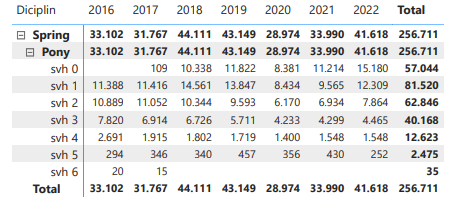 Diciplin 2016 2017 2018 2019 2020 2021 2022 Total
Spring 33.102 31.767 44.111 43.149 28.974 33.990 41.618 256.711
Pony 33.102 31.767 44.111 43.149 28.974 33.990 41.618 256.711
svh 0 109 10.338 11.822 8.381 11.214 15.180 57.044
svh 1 11.388 11.416 14.561 13.847 8.434 9.565 12.309 81.520
svh 2 10.889 11.052 10.344 9.593 6.170 6.934 7.864 62.846
svh 3 7.820 6.914 6.726 5.711 4.233 4.299 4.465 40.168
svh 4 2.691 1.915 1.802 1.719 1.400 1.548 1.548 12.623
svh 5 294 346 340 457 356 430 252 2.475
svh 6 20 15 35
Total 33.102 31.767 44.111 43.149 28.974 33.990 41.618 256.711